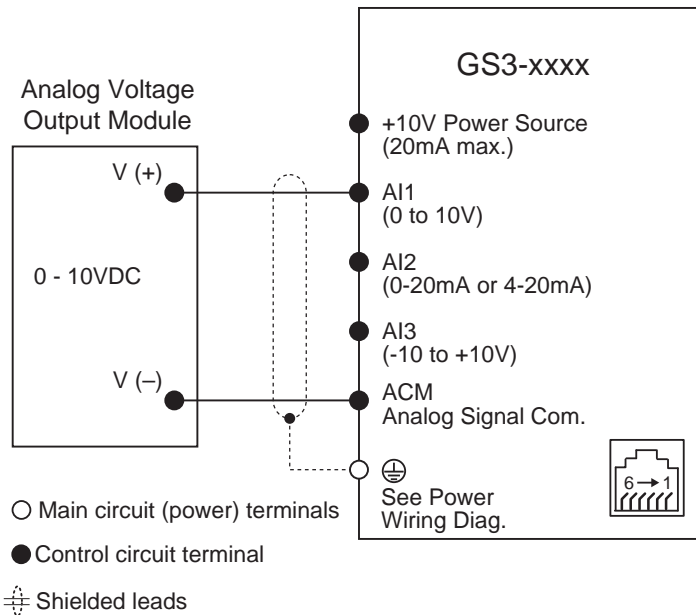 GS3-xxxx
Analog Voltage
Output Module
V (+)
0 - 10VDC
V (–)
+10V Power Source
(20mA max.)
AI1
(0 to 10V)
AI2
(0-20mA or 4-20mA)
AI3
(-10 to +10V)
ACM
Analog Signal Com.
See Power
Wiring Diag.
6→1
Main circuit (power) terminals
Control circuit terminal
Shielded leads